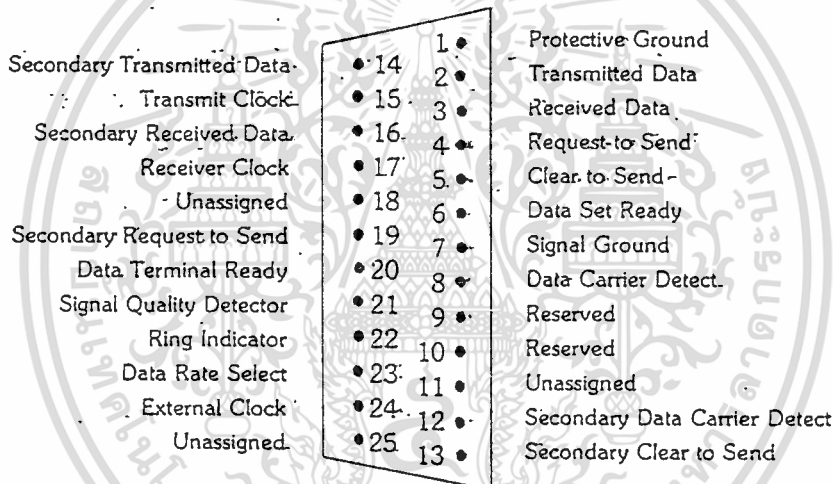 1 Protective Ground
Secondary Transmitted Data 14
2 Transmitted Data
Transmit Clock 15
3 Received Data
Secondary Received Data 16
4 Request to Send
Receiver Clock 17
5 Clear to Send
Unassigned 18
6 Data Set Ready
Secondary Request to Send 19
7 Signal Ground
Data Terminal Ready 20
8 Data Carrier Detect
Signal Quality Detector 21
9 Reserved
Ring Indicator 22
10 Reserved
Data Rate Select 23
11 Unassigned
External Clock 24
12 Secondary Data Carrier Detect
Unassigned 25
13 Secondary Clear to Send